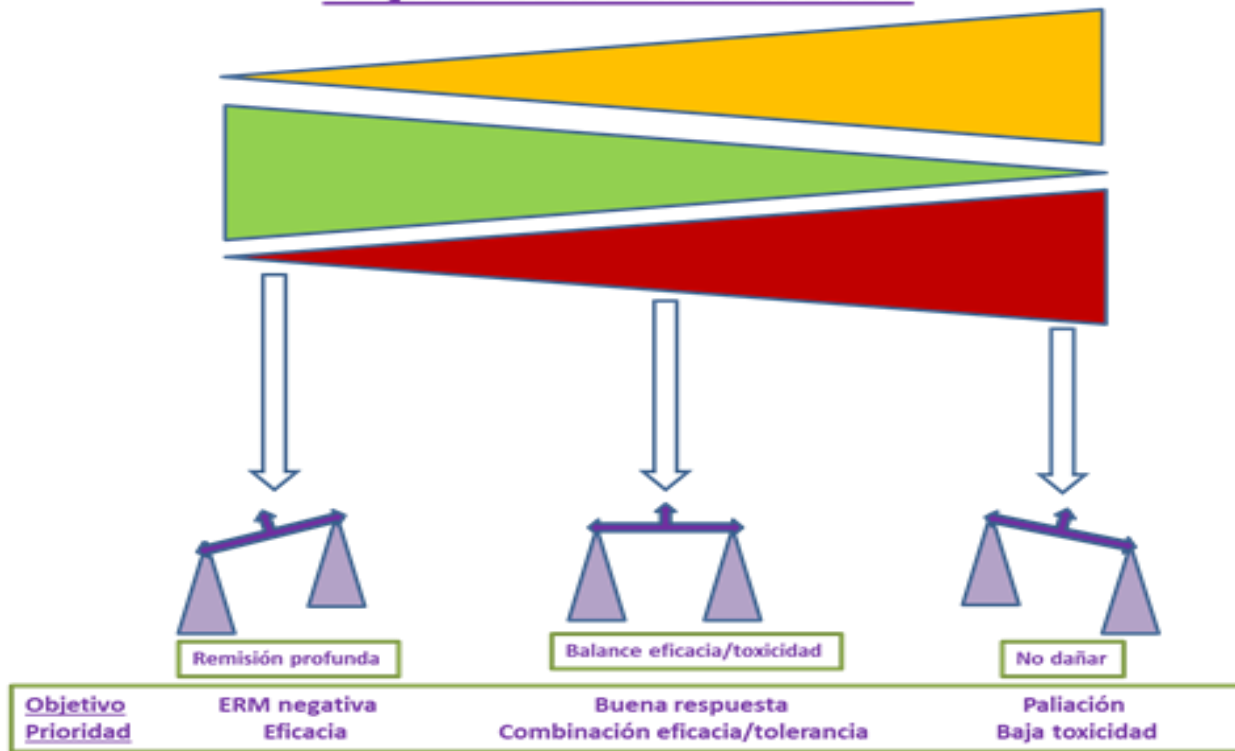 Remisión profunda
Balance eficacia/toxicidad
No dañar
Objetivo ERM negativa Buena respuesta Paliación
Prioridad Eficacia Combinación eficacia/tolerancia Baja toxicidad